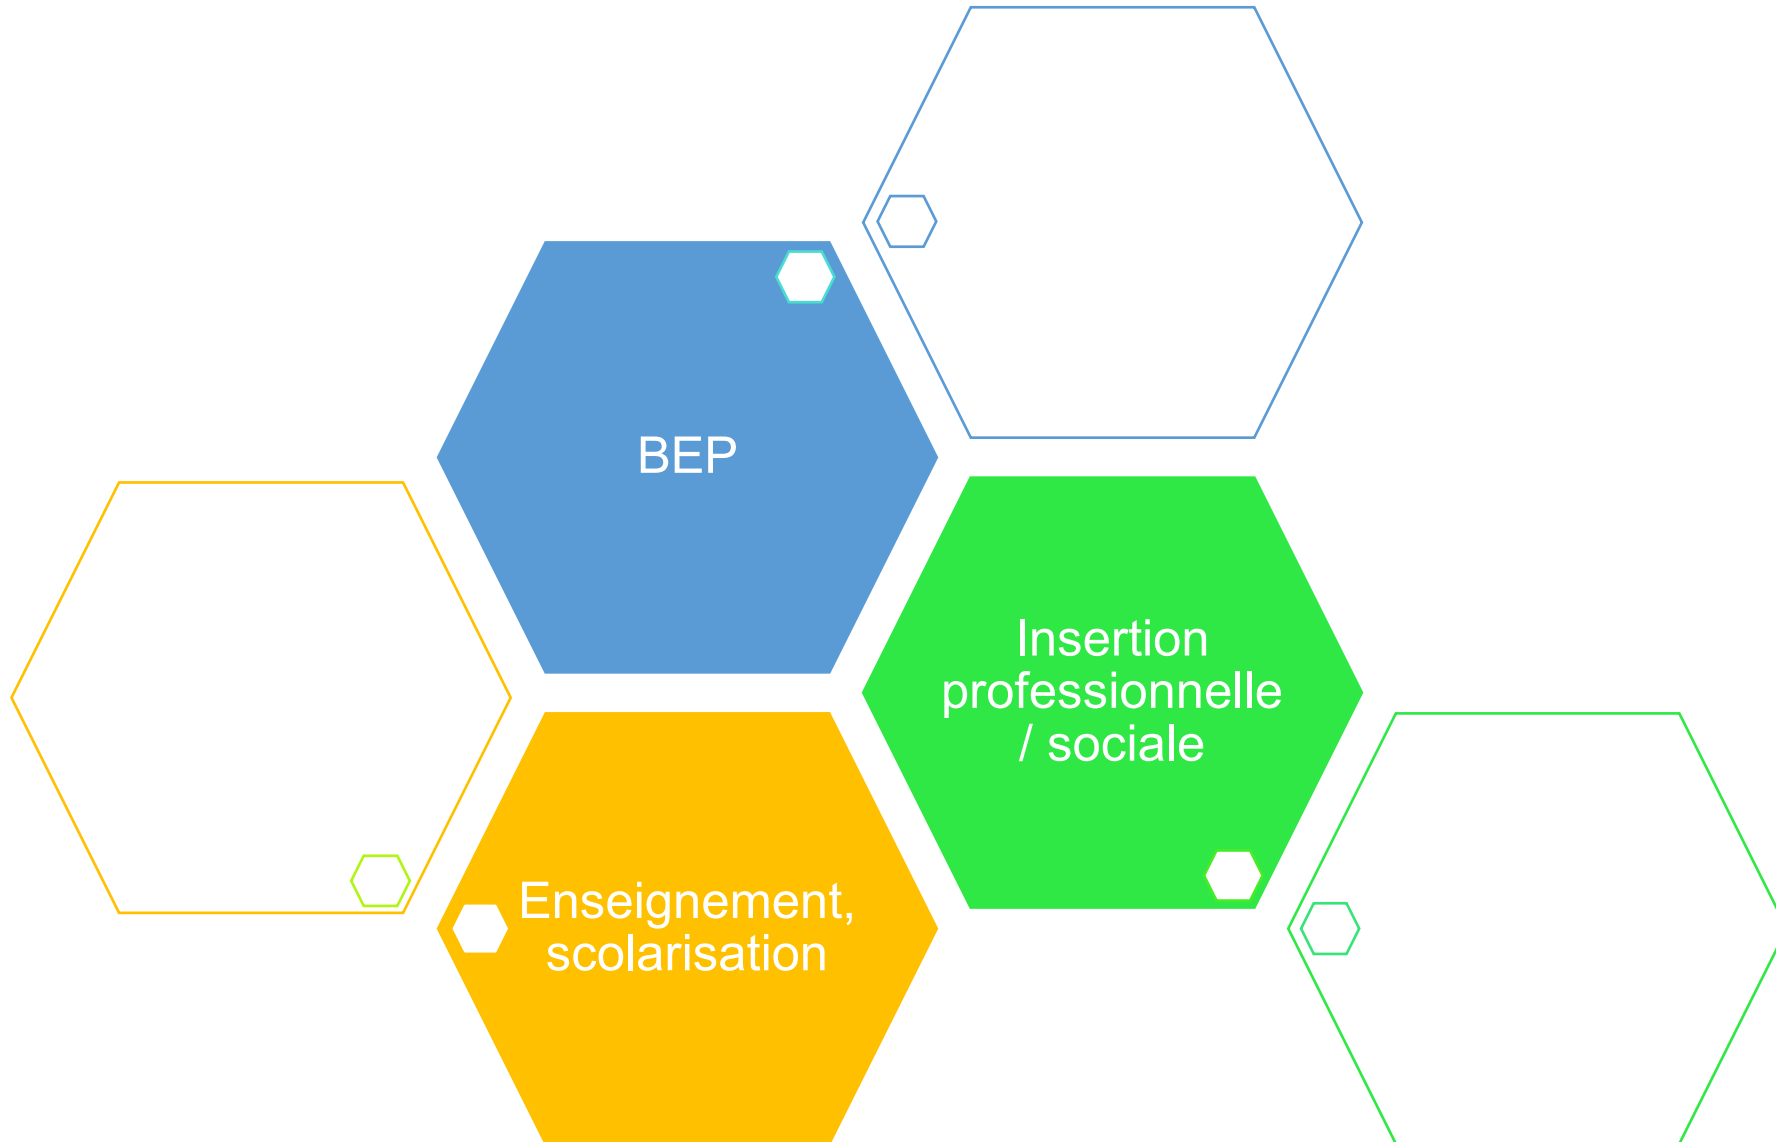 BEP
Insertion
professionnelle
/ sociale
Enseignement,
scolarisation